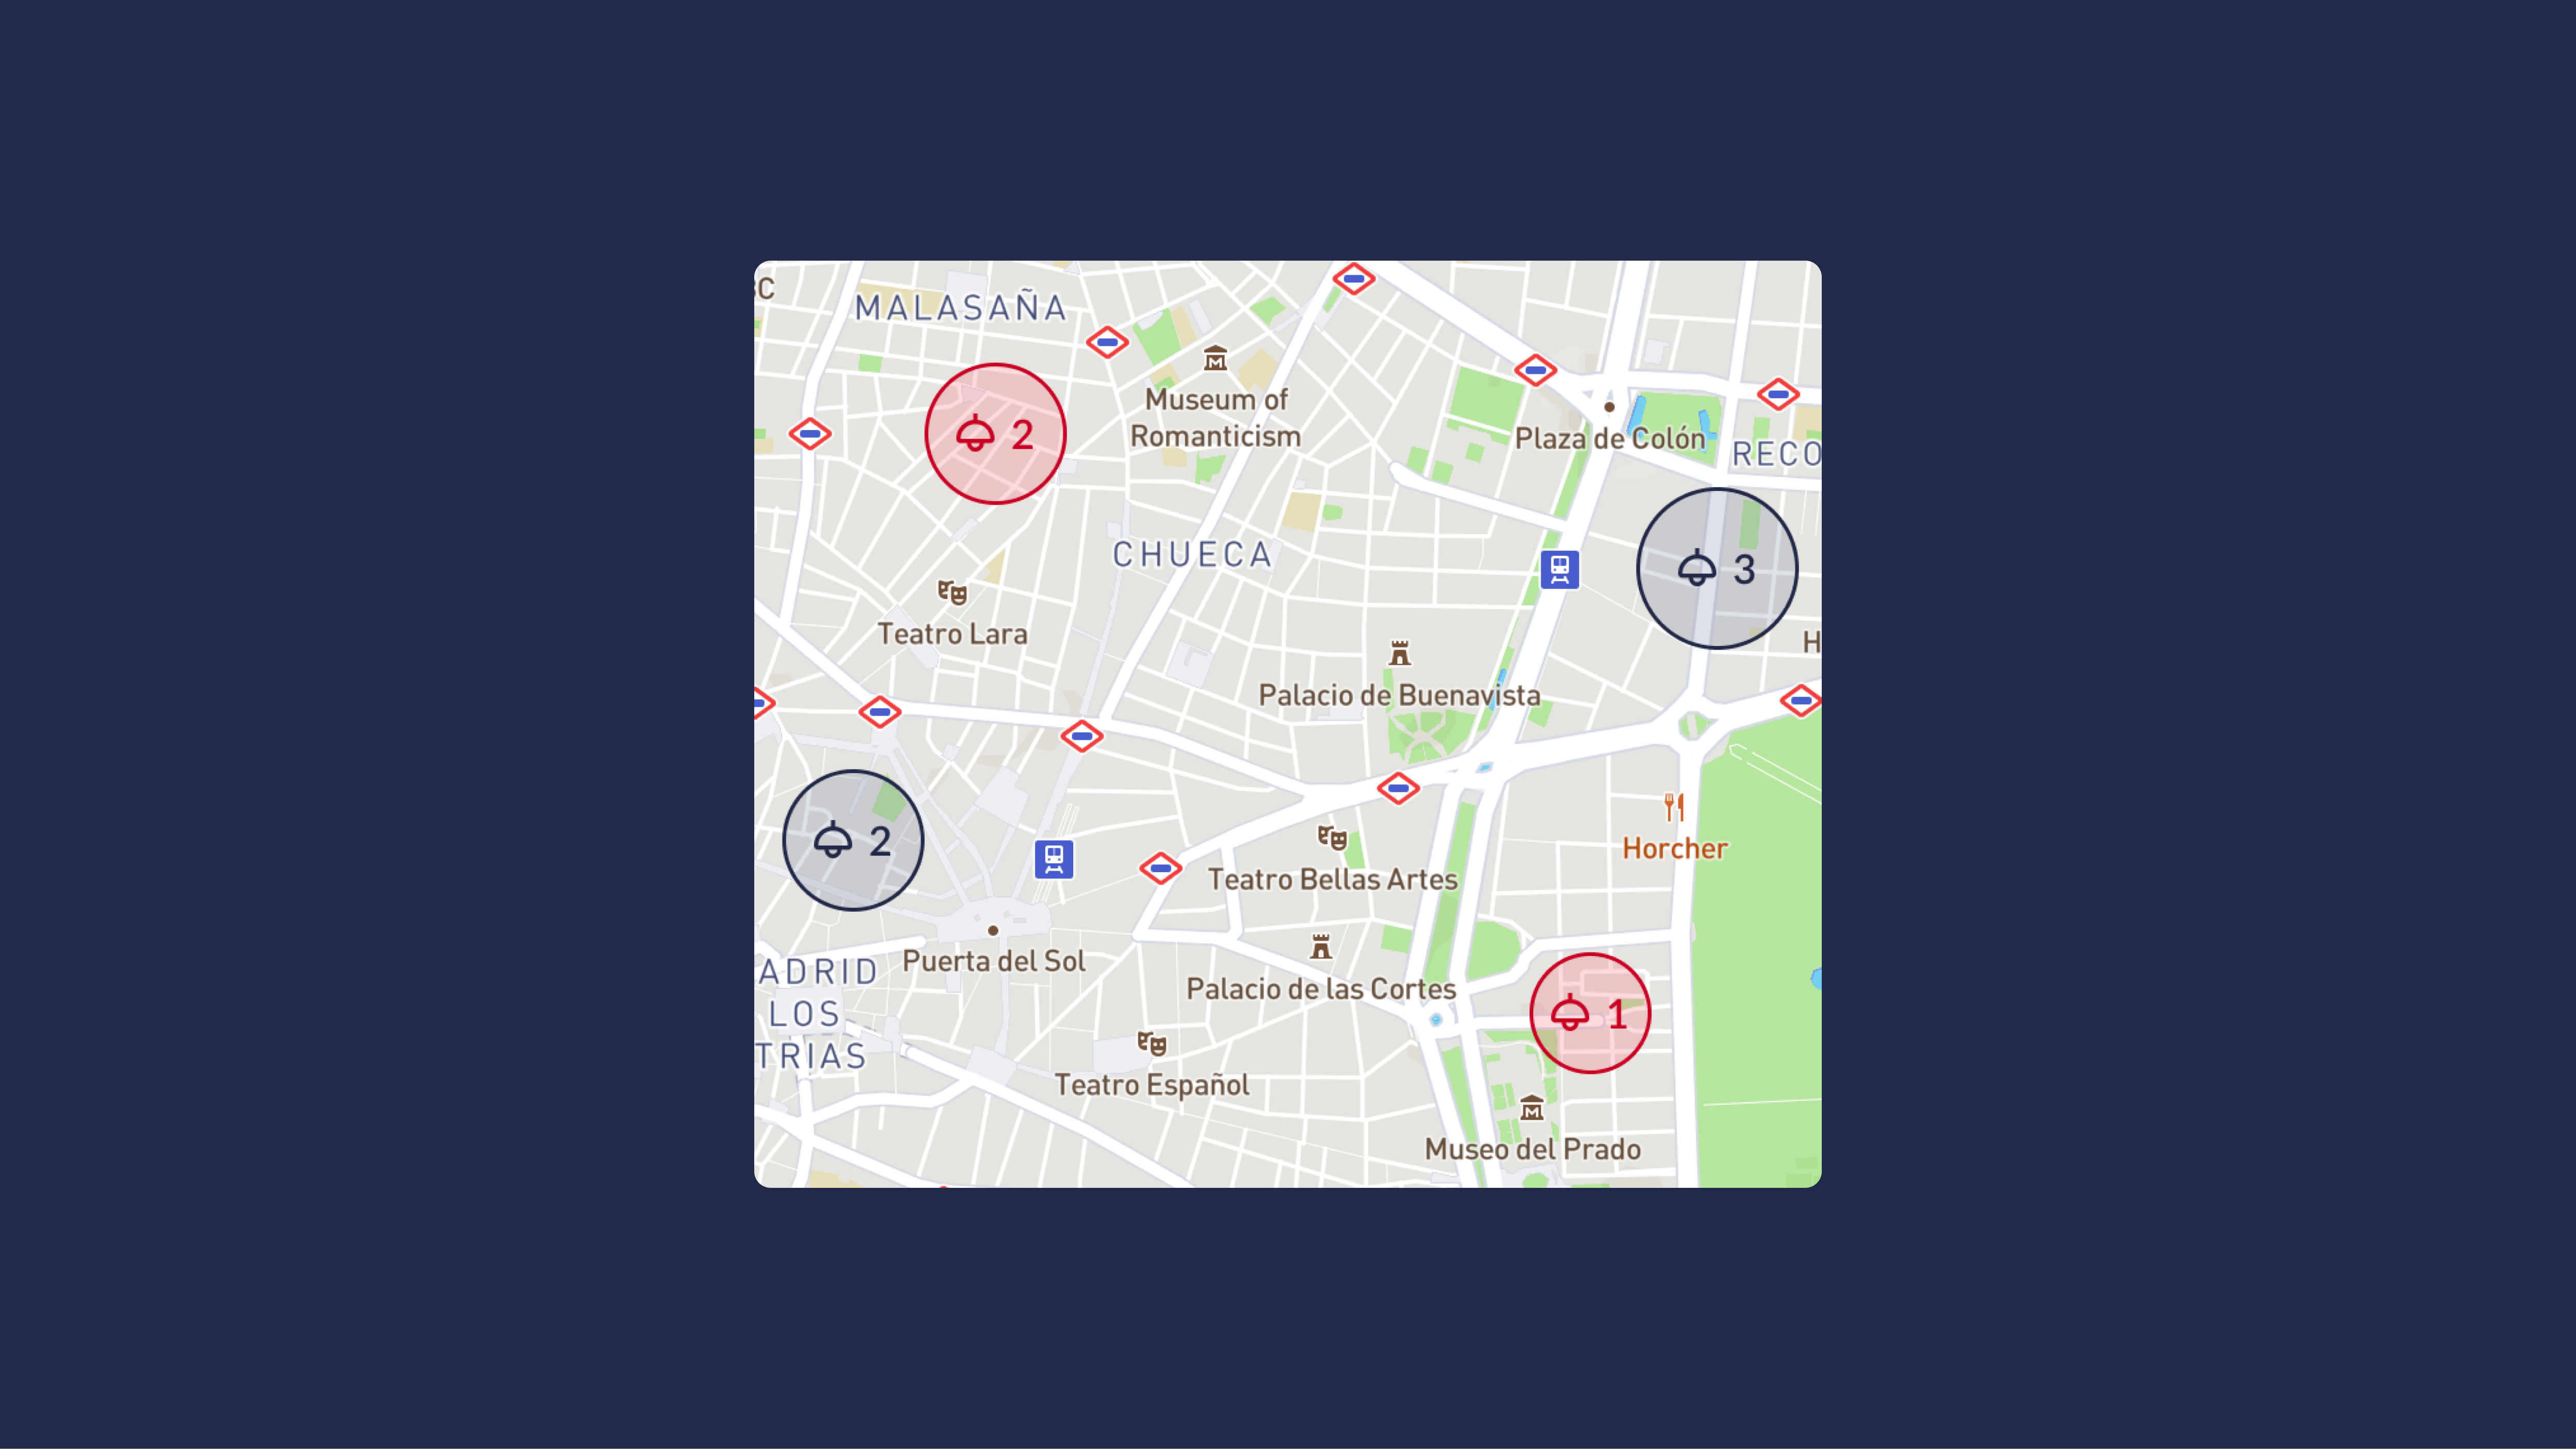 C
MALASAÑA
Museum of
Romanticism
2
Plaza de Colón
RECO
CHUECA
3
Teatro Lara
H
Palacio de Buenavista
2
Horcher
Teatro Bellas Artes
Puerta del Sol
ADRID
LOS
TRIAS
Palacio de las Cortes
1
Teatro Español
Museo del Prado